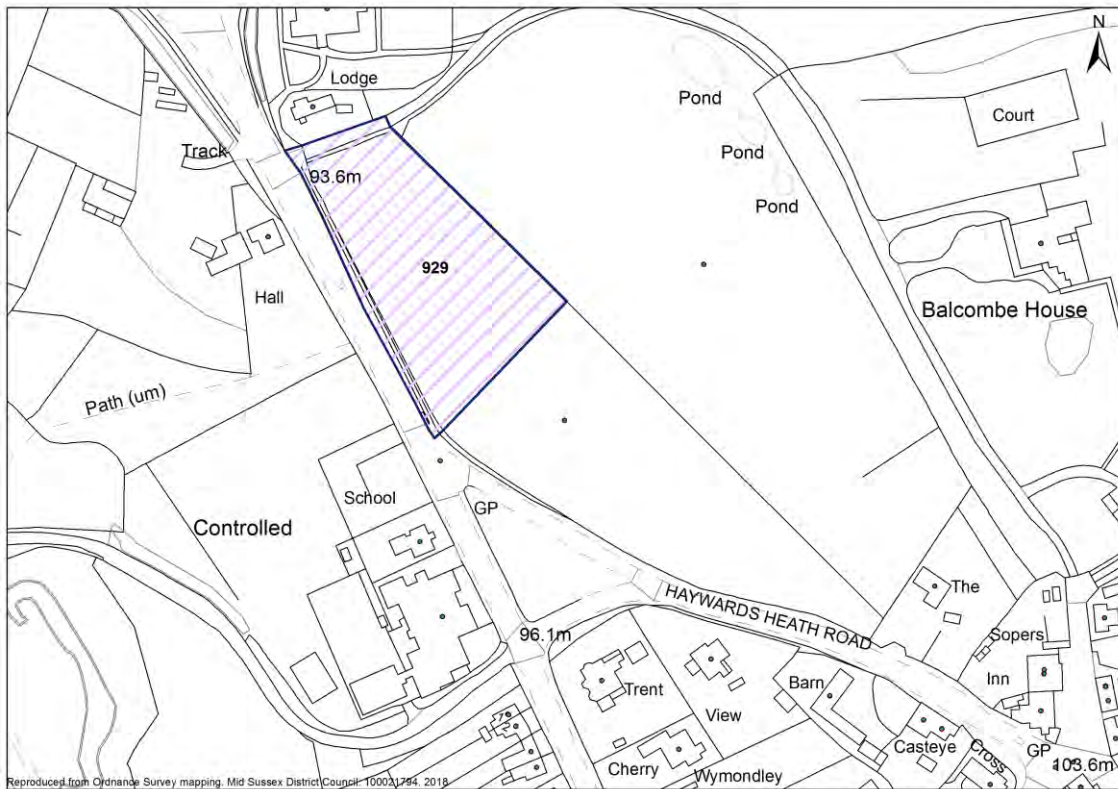 N
Lodge
Pond
Court
Track
Pond
93.6m
Pond
929
Hall
Balcombe House
Path (um)
School
GP
Controlled
The
HAYWARDS HEATH ROAD
96.1m
Sopers
Inn
Trent
Barn
View
Casteye
Cross
GP
103.6m
Cherry
Wymondley
Reproduced from Ordnance Survey mapping. Mid Sussex District Council. 100021794. 2018